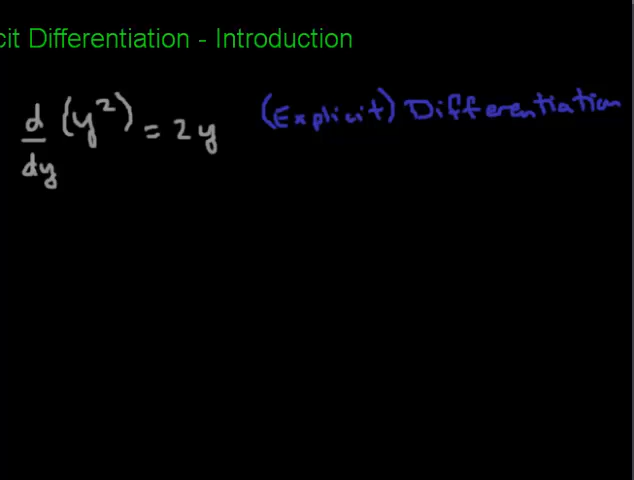 cit Differentiation - Introduction
d/dy (y²) = 2y (Explicit) Differentiation